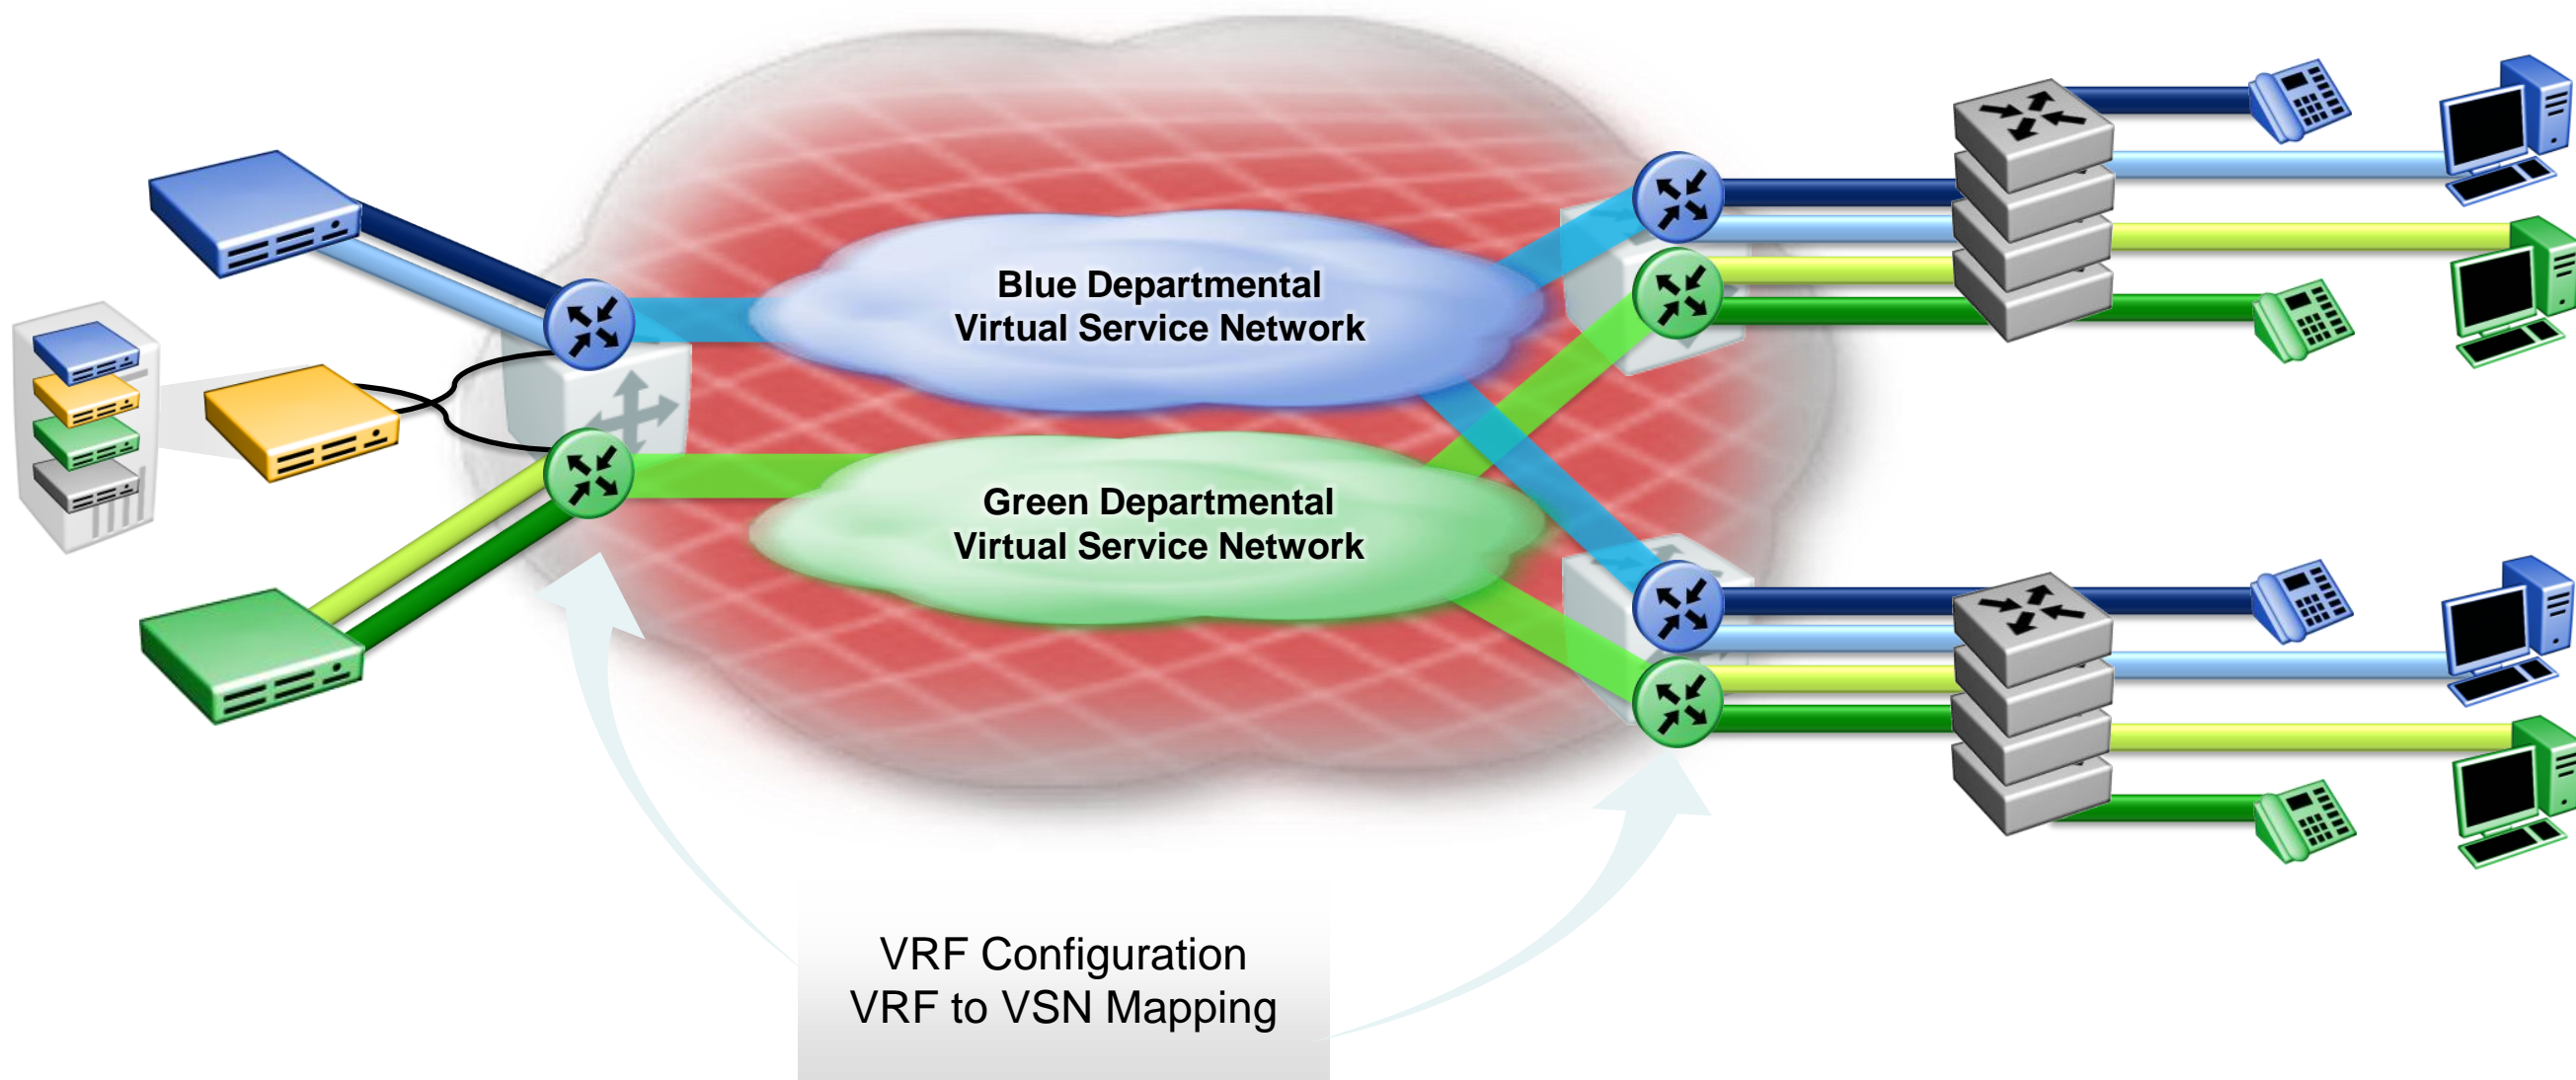 Blue Departmental
Virtual Service Network
Green Departmental
Virtual Service Network
VRF Configuration
VRF to VSN Mapping